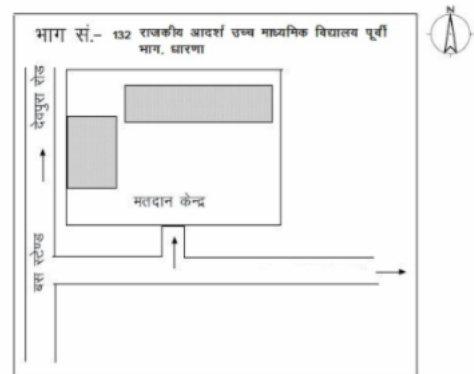 N
भाग सं.- 132 राजकीय आदर्श उच्च माध्यमिक विद्यालय पूर्वी
भाग, धारणा
देवपुरा रोड
मतदान केन्द्र
बस स्टेण्ड